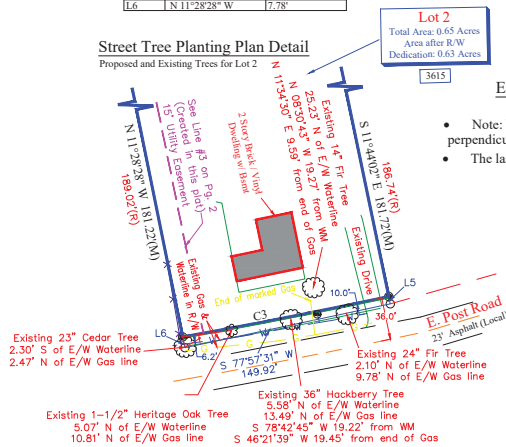 L6 N 11°28'28" W 7.78'
Lot 2
Total Area: 0.65 Acres
Area after R/W
Dedication: 0.63 Acres
3615
Street Tree Planting Plan Detail
Proposed and Existing Trees for Lot 2
E
• Note:
perpendicu
• The la
N 11°28'28" W 181.22'(M)
189.02'(R)
15' Utility Easement
(Created in this plat)
See Line #3 on Pg. 2
2 Story Brick/Vinyl
Dwelling w/ Bsmt
N 11°34'30" E 9.59' from end of Gas
N 08°30'43" W 19.27' from WM
25.23' N of E/W Waterline
Existing 14" Fir Tree
S 11°44'02" E 181.72'(M)
186.74'(R)
Existing Gas &
Waterline in R/W
End of marked Gas
Existing Drive
10.0'
L5
C3
36.0'
L6
6.2'
G
W
S 77°57'31" W
149.92'
E. Post Road
23' Asphalt (Local)
Existing 23" Cedar Tree
2.30' S of E/W Waterline
2.47' N of E/W Gas line
Existing 24" Fir Tree
2.10' N of E/W Waterline
9.78' N of E/W Gas line
Existing 1-1/2" Heritage Oak Tree
5.07' N of E/W Waterline
10.81' N of E/W Gas line
Existing 36" Hackberry Tree
5.58' N of E/W Waterline
13.49' N of E/W Gas line
S 78°42'45" W 19.22' from WM
S 46°21'39" W 19.45' from end of Gas